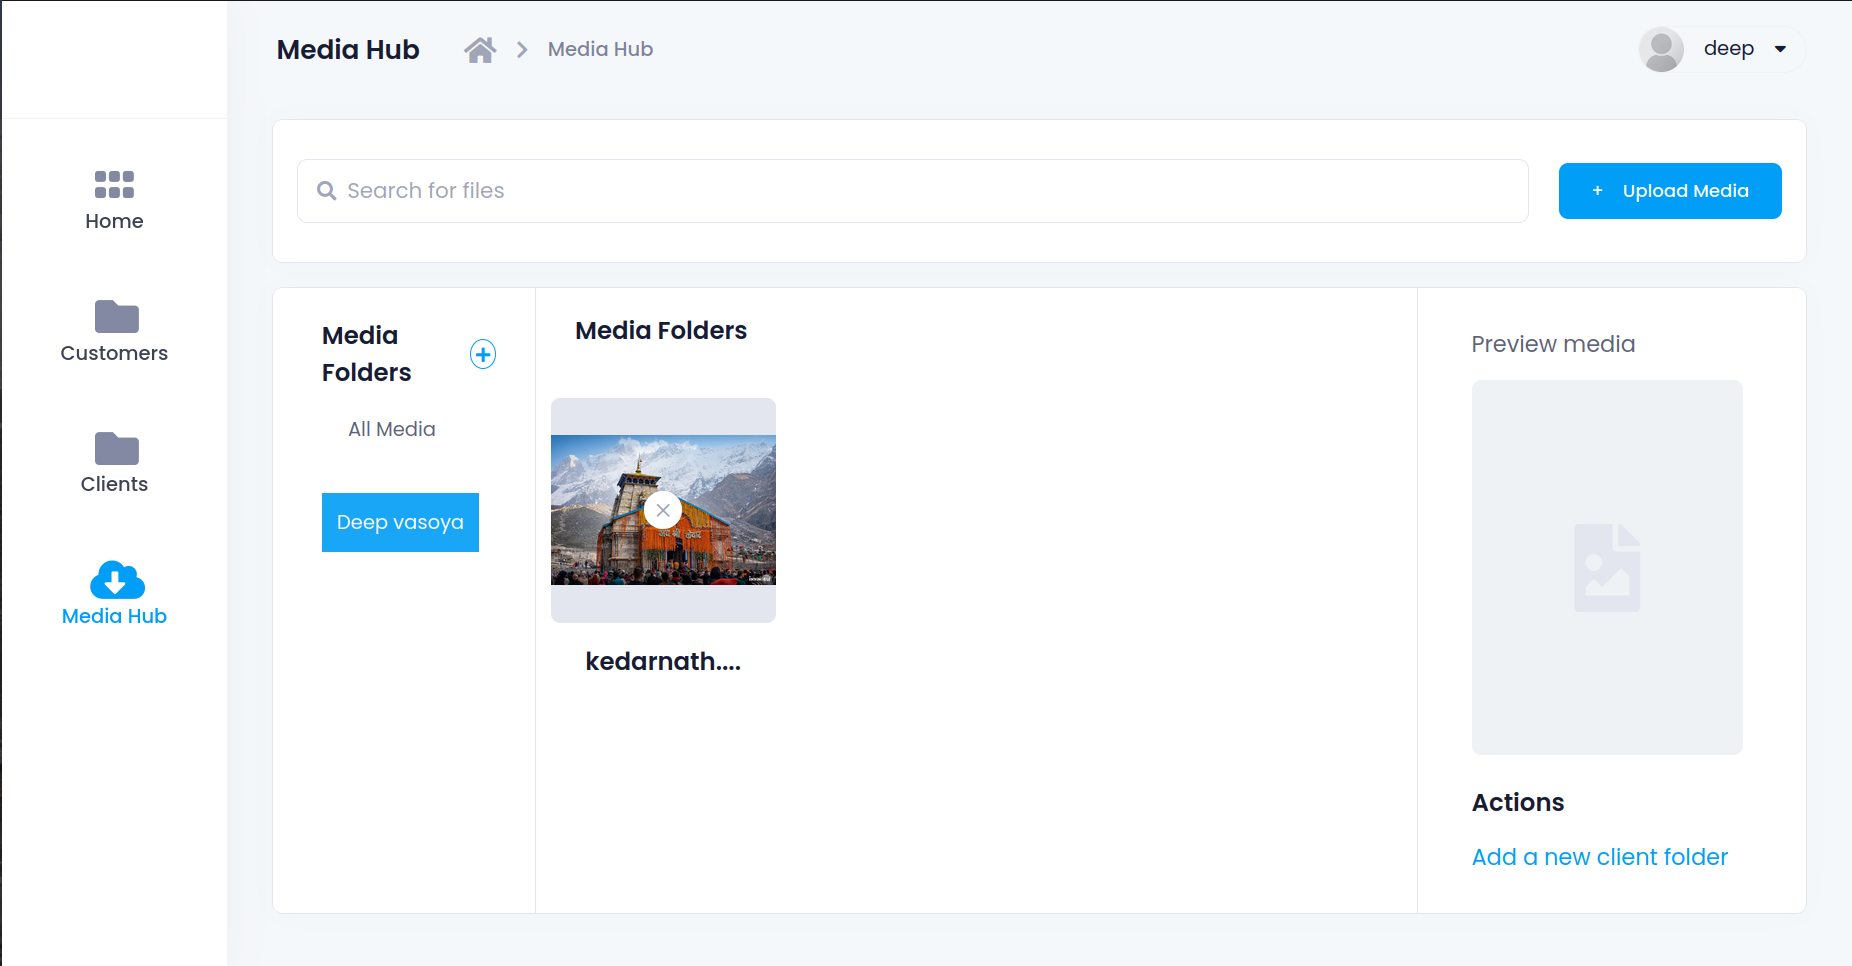 Media Hub
Media Hub
deep
Home
Customers
Clients
Media Hub
Search for files
+ Upload Media
Media
Folders
All Media
Deep vasoya
Media Folders
जय श्री केदार
kedarnath....
Preview media
Actions
Add a new client folder